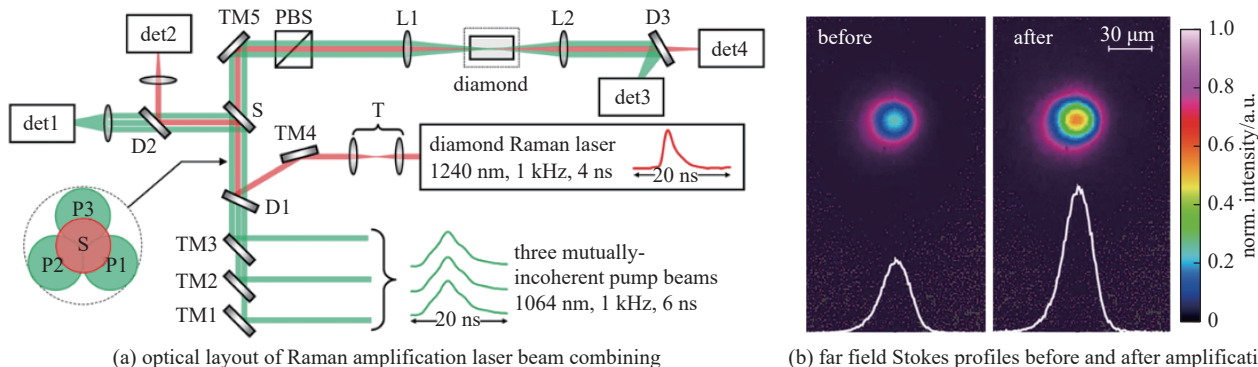 det2
TM5
PBS
L1
L2
D3
det4
diamond
det3
S
det1
D2
TM4
T
diamond Raman laser
1240 nm, 1 kHz, 4 ns
20 ns
D1
P3
S
P2
P1
TM3
TM2
TM1
three mutually-
incoherent pump beams
1064 nm, 1 kHz, 6 ns
20 ns
(a) optical layout of Raman amplification laser beam combining
before
after
30 μm
1.0
0.8
0.6
0.4
0.2
0
norm. intensity/a.u.
(b) far field Stokes profiles before and after amplificati